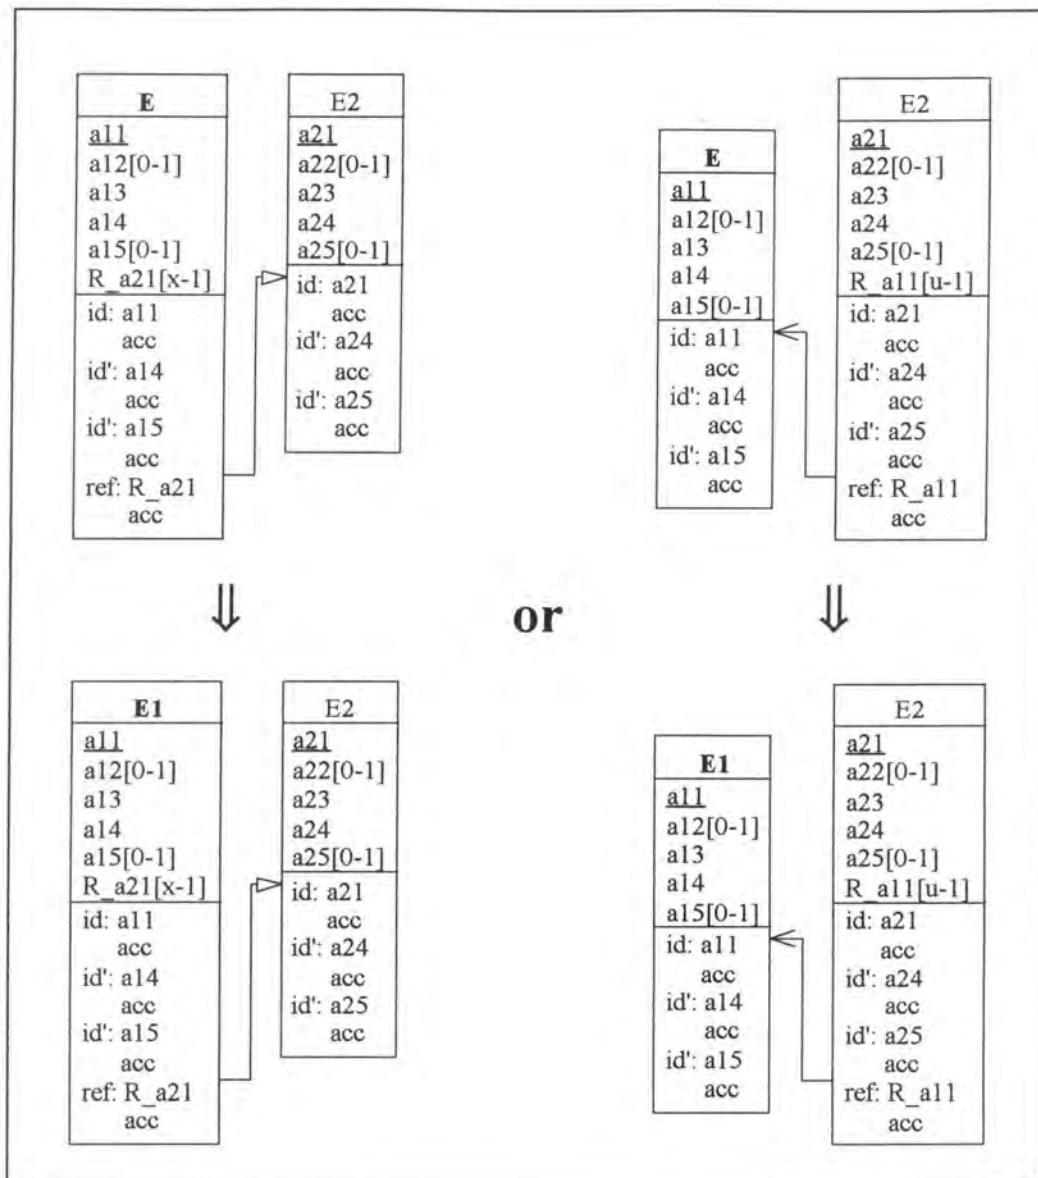 E
a11
a12[0-1]
a13
a14
a15[0-1]
R_a21[x-1]
id: a11
acc
id': a14
acc
id': a15
acc
ref: R_a21
acc
E2
a21
a22[0-1]
a23
a24
a25[0-1]
id: a21
acc
id': a24
acc
id': a25
acc
E
a11
a12[0-1]
a13
a14
a15[0-1]
id: a11
acc
id': a14
acc
id': a15
acc
E2
a21
a22[0-1]
a23
a24
a25[0-1]
R_a11[u-1]
id: a21
acc
id': a24
acc
id': a25
acc
ref: R_a11
acc
or
E1
a11
a12[0-1]
a13
a14
a15[0-1]
R_a21[x-1]
id: a11
acc
id': a14
acc
id': a15
acc
ref: R_a21
acc
E2
a21
a22[0-1]
a23
a24
a25[0-1]
id: a21
acc
id': a24
acc
id': a25
acc
E1
a11
a12[0-1]
a13
a14
a15[0-1]
id: a11
acc
id': a14
acc
id': a15
acc
E2
a21
a22[0-1]
a23
a24
a25[0-1]
R_a11[u-1]
id: a21
acc
id': a24
acc
id': a25
acc
ref: R_a11
acc